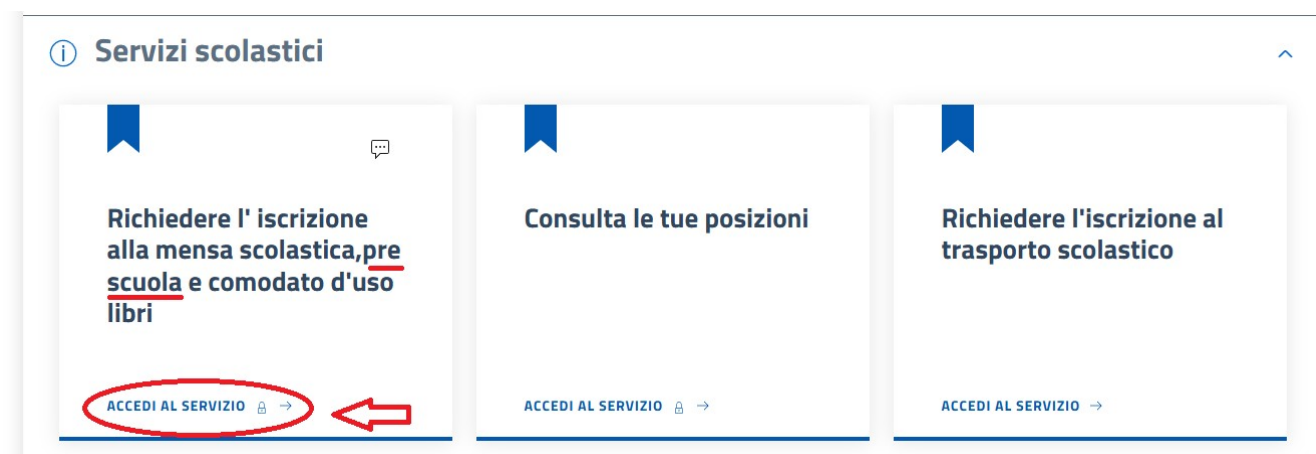 Servizi scolastici
Richiedere l' iscrizione
alla mensa scolastica,pre
scuola e comodato d'uso
libri
ACCEDI AL SERVIZIO
Consulta le tue posizioni
ACCEDI AL SERVIZIO
Richiedere l'iscrizione al
trasporto scolastico
ACCEDI AL SERVIZIO